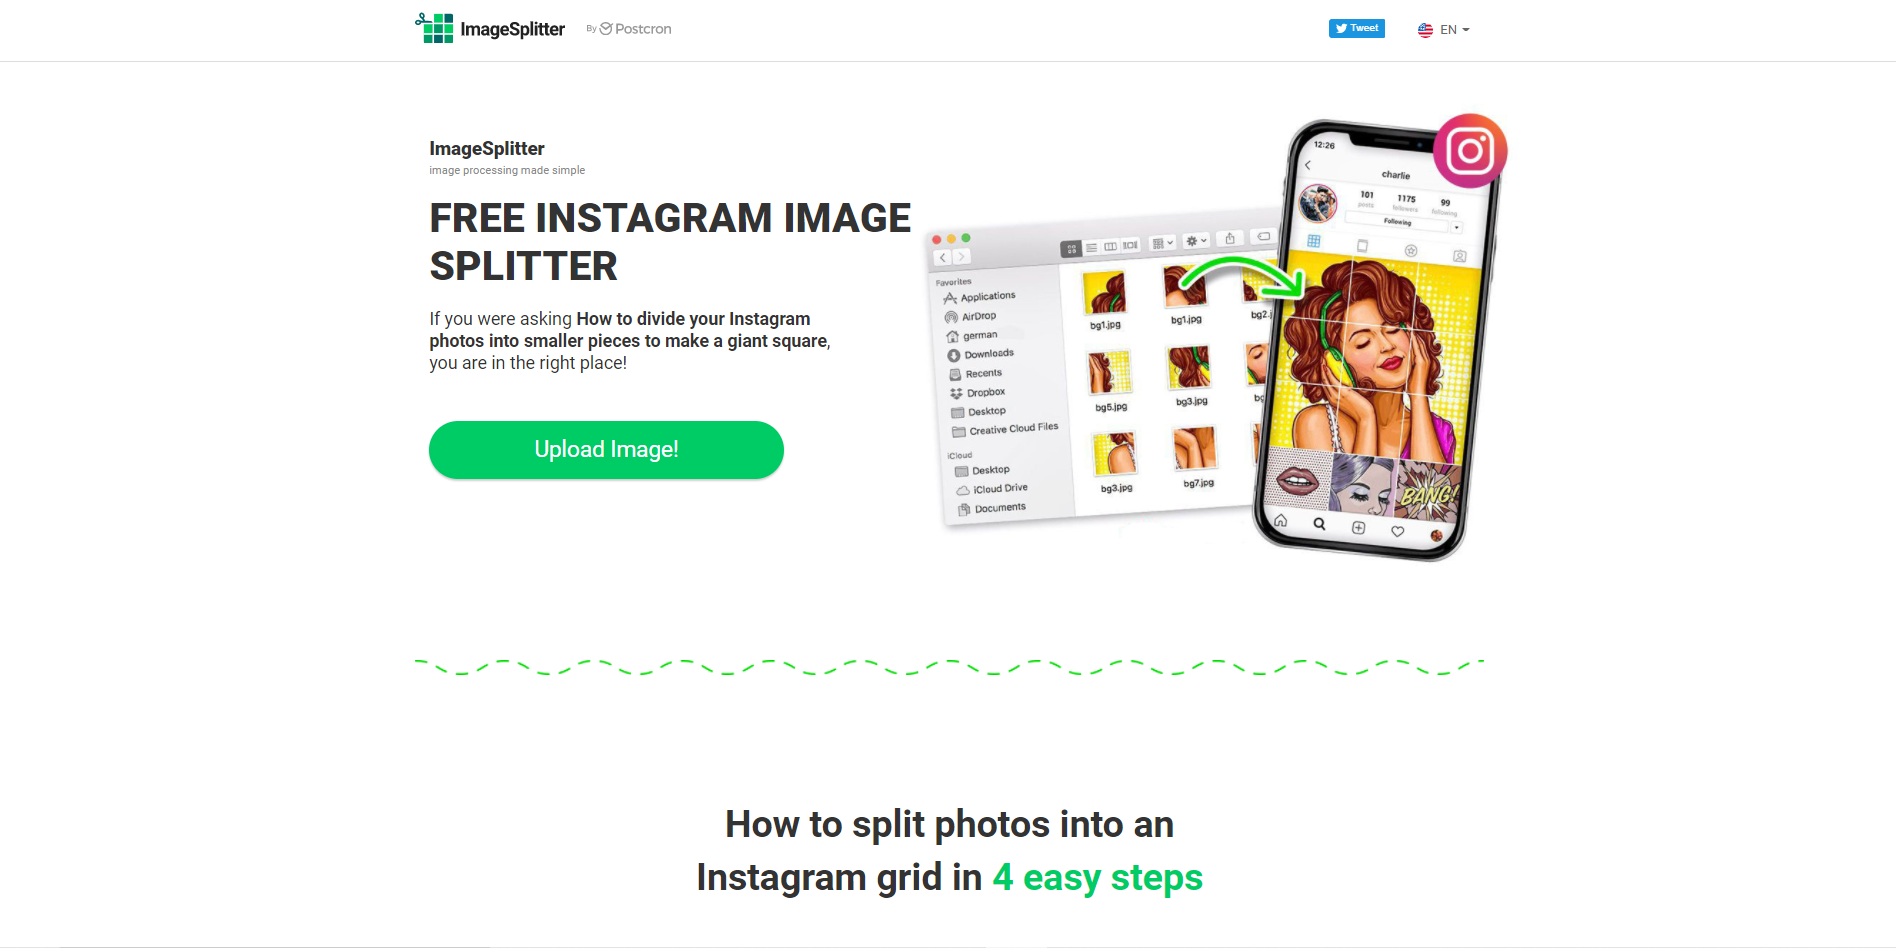 ImageSplitter
By Postcron
Tweet
EN
ImageSplitter
image processing made simple
FREE INSTAGRAM IMAGE
SPLITTER
If you were asking How to divide your Instagram
photos into smaller pieces to make a giant square,
you are in the right place!
Upload Image!
Favorites
Applications
AirDrop
german
Downloads
Recents
Dropbox
Desktop
Creative Cloud Files
iCloud
Desktop
iCloud Drive
Documents
bg1.jpg
bg1.jpg
bg2.j
bg5.jpg
bg3.jpg
bg
bg3.jpg
bg7.jpg
12:26
charlie
101 1175 99
posts followers following
Following
BANG!
How to split photos into an
Instagram grid in 4 easy steps